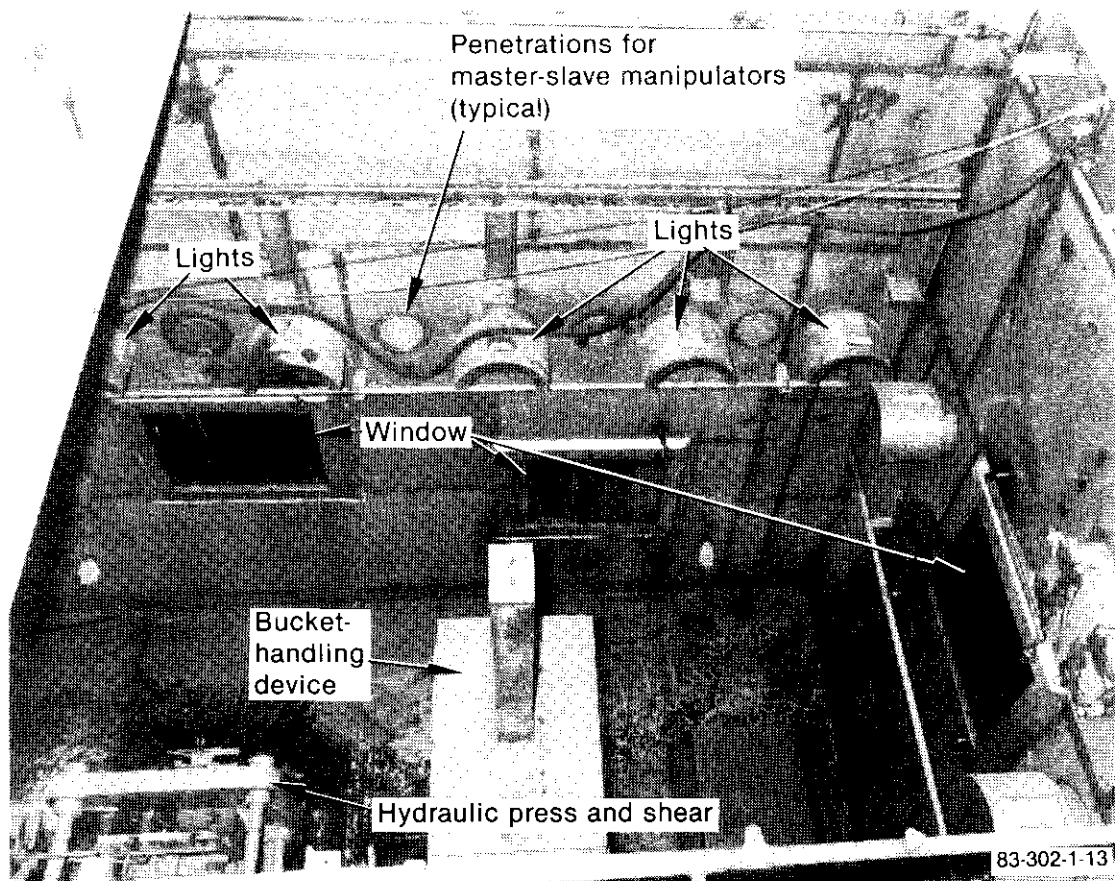 Penetrations for
master-slave manipulators
(typical)
Lights
Lights
Window
Bucket-
handling
device
Hydraulic press and shear
83-302-1-13